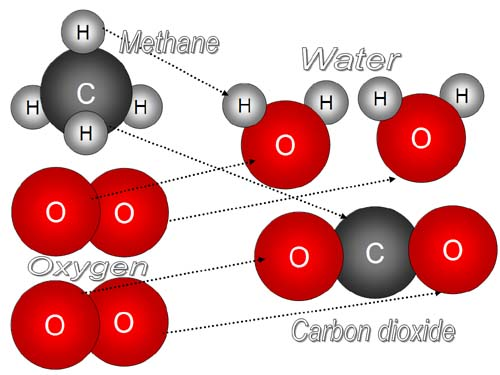 H
Methane
Water
H C H
H
H H
O
H H
O
O O
Oxygen
O O
O C O
Carbon dioxide